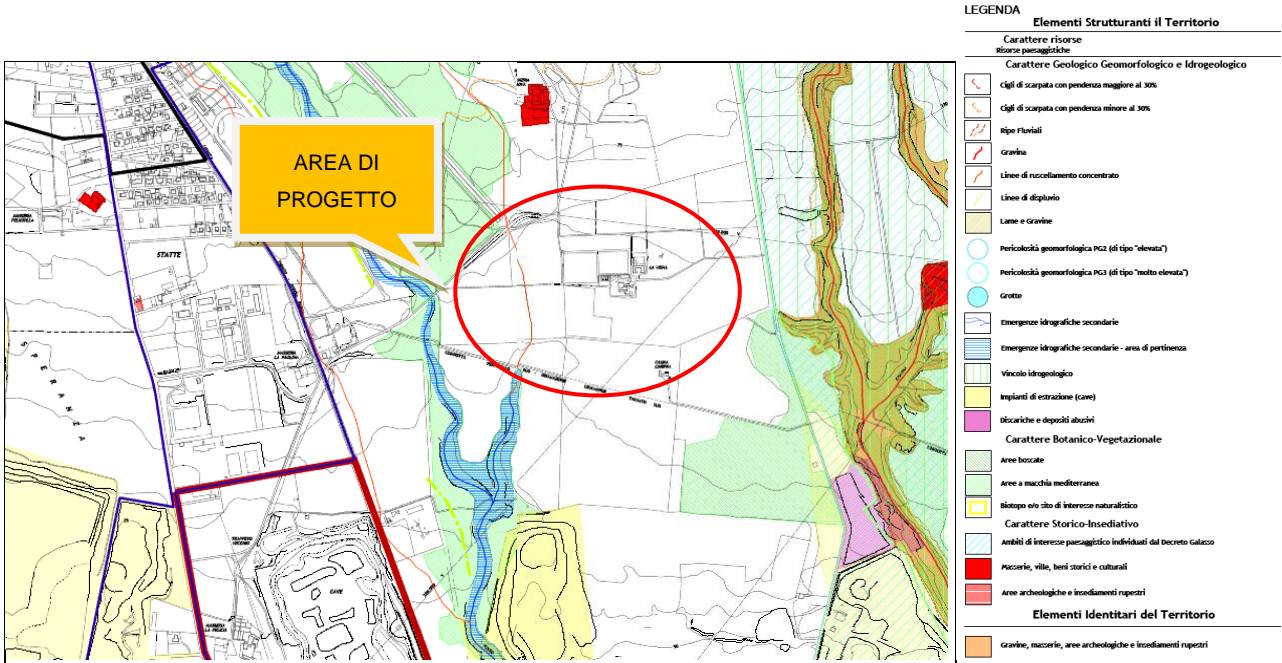 LEGENDA
Elementi Strutturanti il Territorio
Carattere risorse
Risorse paesaggistiche
Carattere Geologico Geomorfologico e Idrogeologico
Cigli di scarpata con pendenza maggiore al 30%
Cigli di scarpata con pendenza minore al 30%
Ripe Fluviali
Gravina
Linee di ruscellamento concentrato
Linee di displuvio
Lame e Gravine
Pericolosità geomorfologica PG2 (di tipo "elevata")
Pericolosità geomorfologica PG3 (di tipo "molto elevata")
Grotte
Emergenze idrografiche secondarie
Emergenze idrografiche secondarie - area di pertinenza
Vincolo idrogeologico
Impianti di estrazione (cave)
Discariche e depositi abusivi
Carattere Botanico-Vegetazionale
Aree boscate
Aree a macchia mediterranea
Biotopo e/o sito di interesse naturalistico
Carattere Storico-Insediativo
Ambiti di interesse paesaggistico individuati dal Decreto Galasso
Masserie, ville, beni storici e culturali
Aree archeologiche e insediamenti rupestri
Elementi Identitari del Territorio
Gravine, masserie, aree archeologiche e insediamenti rupestri
AREA DI
PROGETTO
STATTE
SPERANZA
CAVE